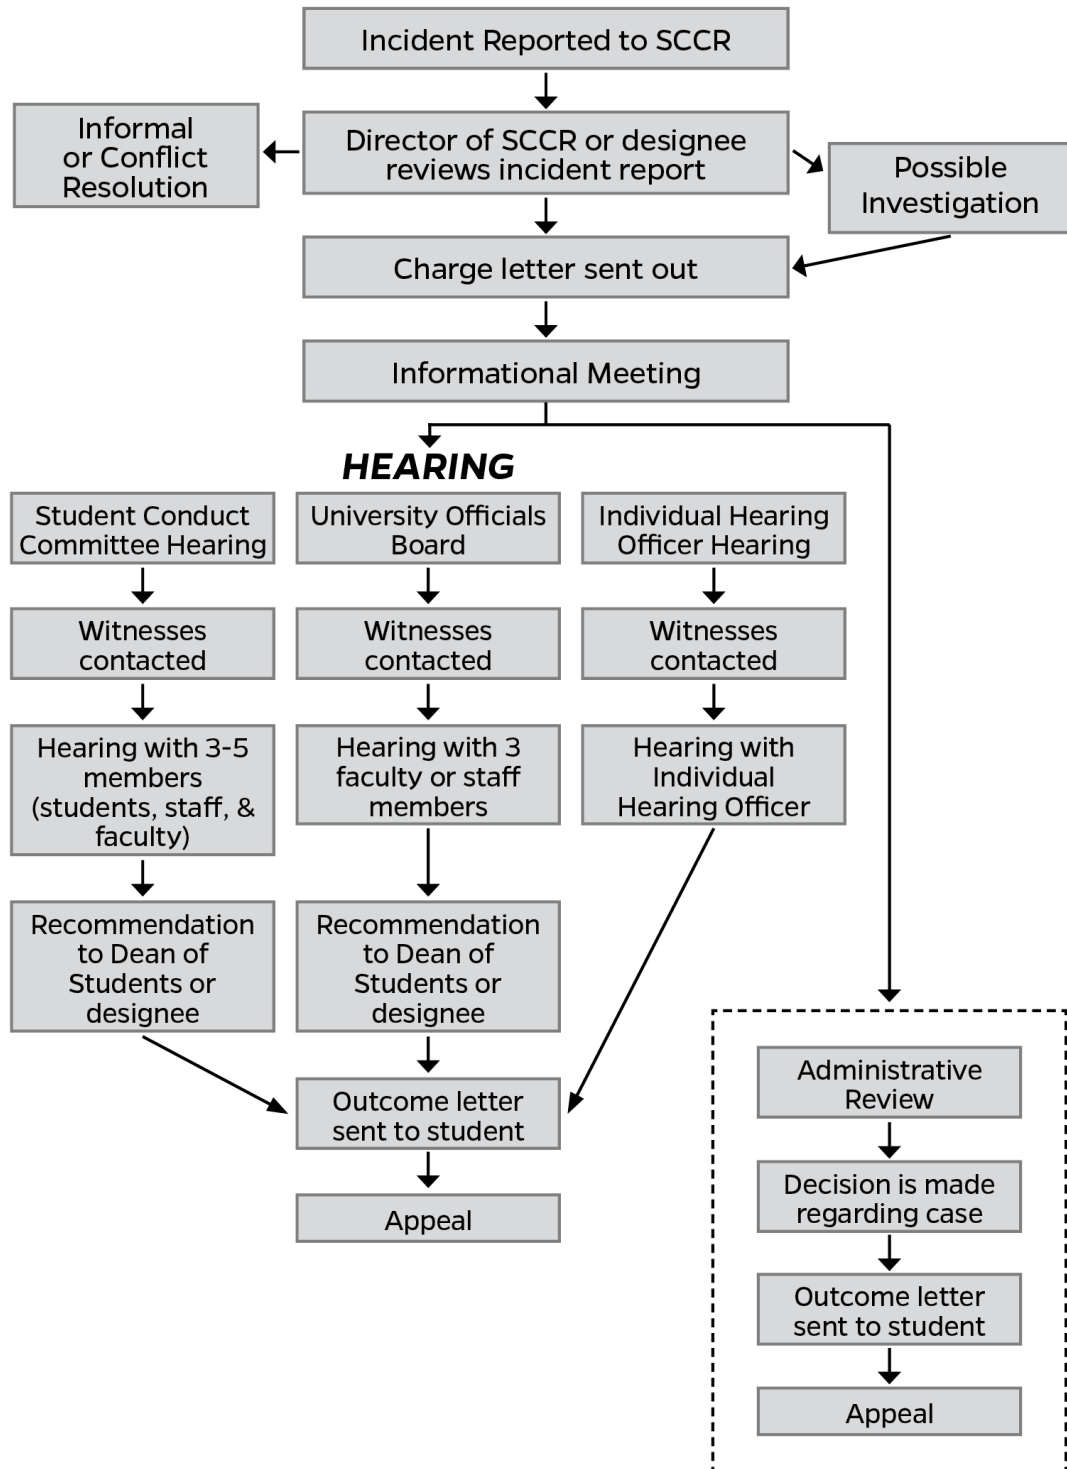 Incident Reported to SCCR
Informal
or Conflict
Resolution
Director of SCCR or designee
reviews incident report
Possible
Investigation
Charge letter sent out
Informational Meeting
HEARING
Student Conduct
Committee Hearing
Witnesses
contacted
Hearing with 3-5
members
(students, staff, &
faculty)
Recommendation
to Dean of
Students or
designee
University Officials
Board
Witnesses
contacted
Hearing with 3
faculty or staff
members
Recommendation
to Dean of
Students or
designee
Individual Hearing
Officer Hearing
Witnesses
contacted
Hearing with
Individual
Hearing Officer
Outcome letter
sent to student
Appeal
Administrative
Review
Decision is made
regarding case
Outcome letter
sent to student
Appeal